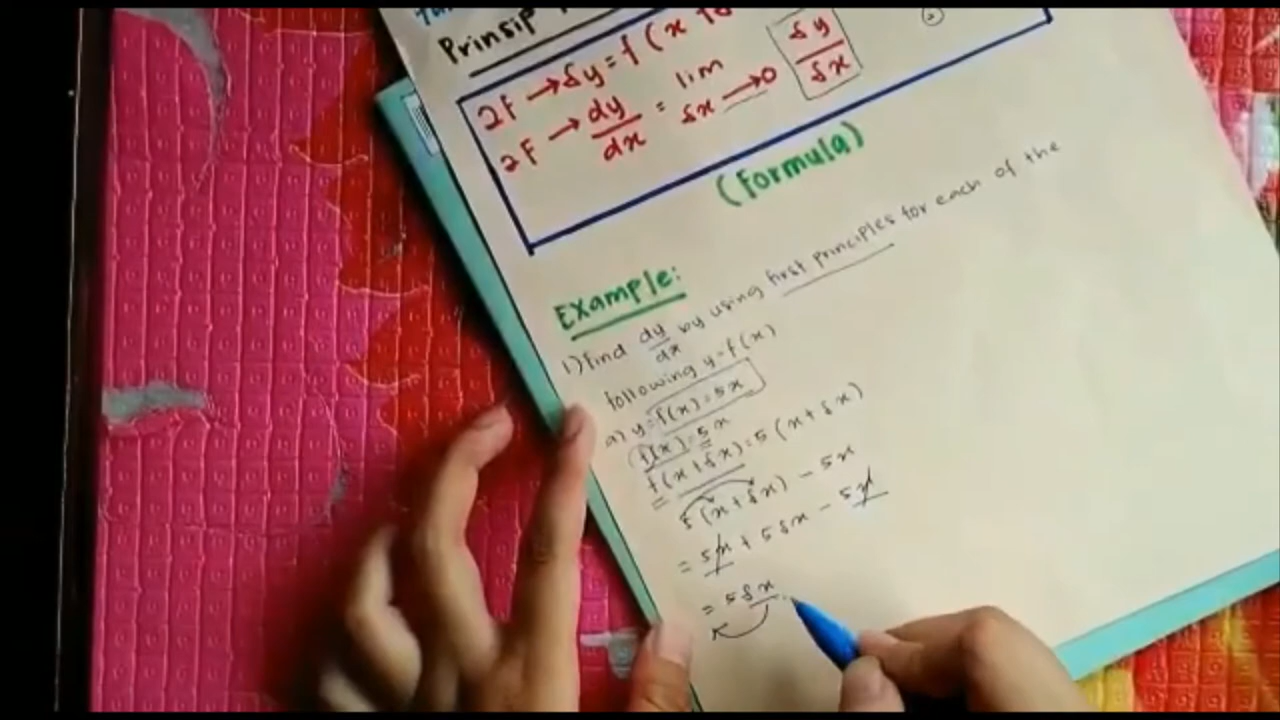 Prinsip
2F → δy = f(x + δ
2F → dy/dx = lim δx → 0 δy/δx
(Formula)
Example:
1) Find dy/dx by using first principles for each of the
following y = f(x)
a) y = f(x) = 5x
f(x) = 5x
f(x + δx) = 5(x + δx)
5(x + δx) - 5x
= 5x + 5δx - 5x
= 5δx